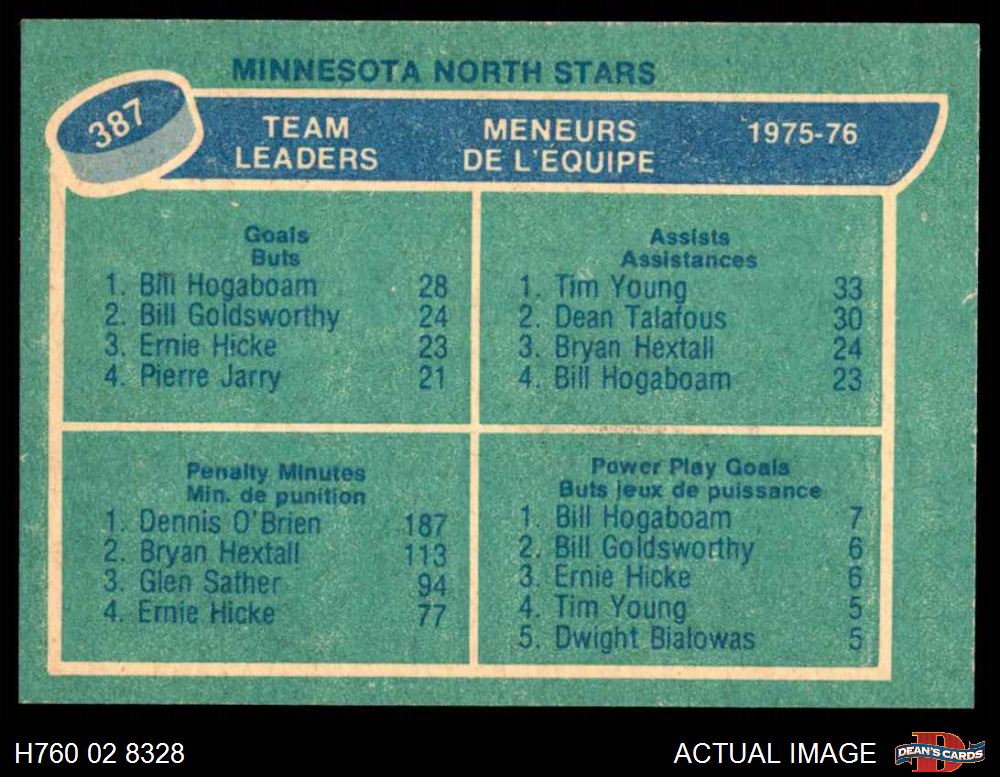 MINNESOTA NORTH STARS
387
TEAM LEADERS
MENEURS DE L'ÉQUIPE
1975-76
Goals
Buts
1. Bill Hogaboam 28
2. Bill Goldsworthy 24
3. Ernie Hicke 23
4. Pierre Jarry 21
Assists
Assistances
1. Tim Young 33
2. Dean Talafous 30
3. Bryan Hextall 24
4. Bill Hogaboam 23
Penalty Minutes
Min. de punition
1. Dennis O'Brien 187
2. Bryan Hextall 113
3. Glen Sather 94
4. Ernie Hicke 77
Power Play Goals
Buts jeux de puissance
1. Bill Hogaboam 7
2. Bill Goldsworthy 6
3. Ernie Hicke 6
4. Tim Young 5
5. Dwight Bialowas 5
H760 02 8328
ACTUAL IMAGE
D
DEAN'S CARDS